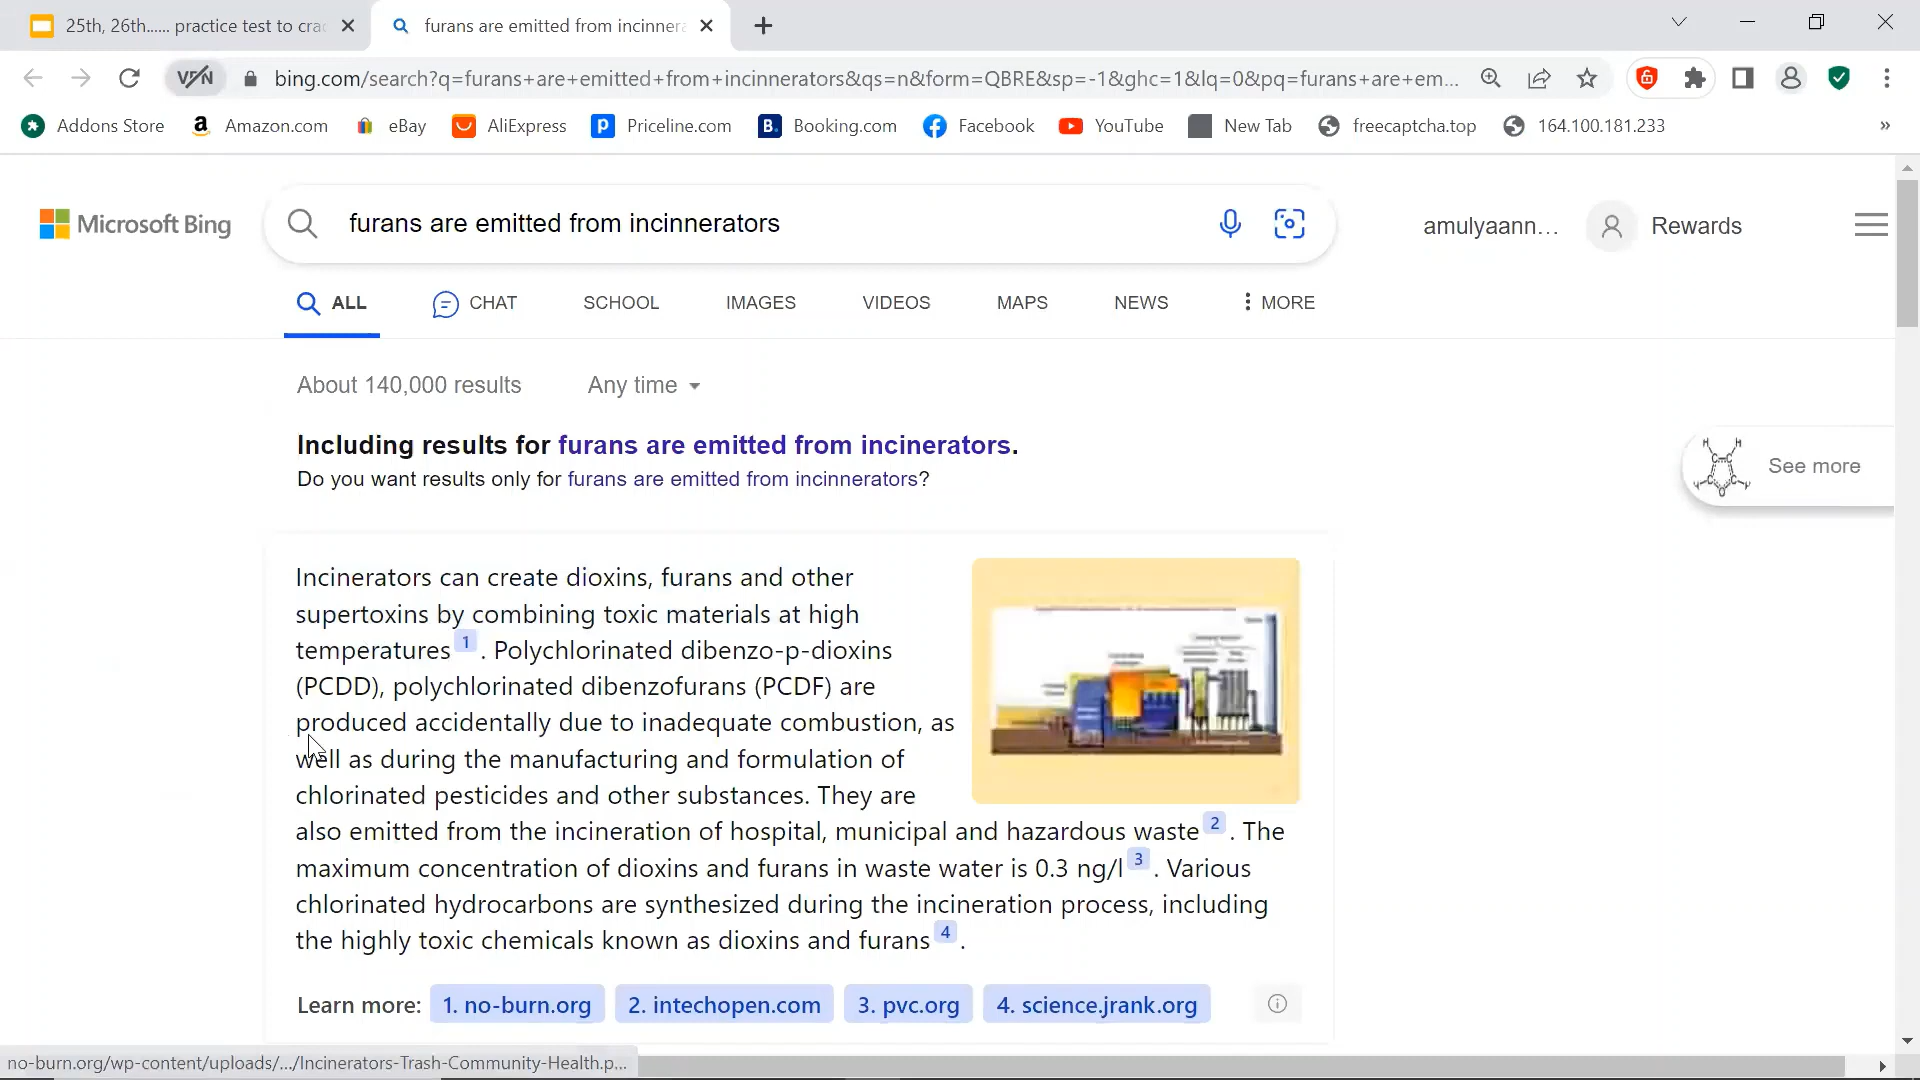 25th, 26th...... practice test to cra
furans are emitted from incinnera
VPN
bing.com/search?q=furans+are+emitted+from+incinnerators&qs=n&form=QBRE&sp=-1&ghc=1&lq=0&pq=furans+are+em...
Addons Store
Amazon.com
eBay
AliExpress
Priceline.com
B. Booking.com
Facebook
YouTube
New Tab
freecaptcha.top
164.100.181.233
»
Microsoft Bing
furans are emitted from incinnerators
amulyaann...
Rewards
ALL
CHAT
SCHOOL
IMAGES
VIDEOS
MAPS
NEWS
MORE
About 140,000 results
Any time
Including results for furans are emitted from incinerators.
Do you want results only for furans are emitted from incinnerators?
See more
Incinerators can create dioxins, furans and other
supertoxins by combining toxic materials at high
temperatures 1 . Polychlorinated dibenzo-p-dioxins
(PCDD), polychlorinated dibenzofurans (PCDF) are
produced accidentally due to inadequate combustion, as
well as during the manufacturing and formulation of
chlorinated pesticides and other substances. They are
also emitted from the incineration of hospital, municipal and hazardous waste 2 . The
maximum concentration of dioxins and furans in waste water is 0.3 ng/l 3 . Various
chlorinated hydrocarbons are synthesized during the incineration process, including
the highly toxic chemicals known as dioxins and furans 4 .
Learn more:
1. no-burn.org
2. intechopen.com
3. pvc.org
4. science.jrank.org
no-burn.org/wp-content/uploads/.../Incinerators-Trash-Community-Health.p...